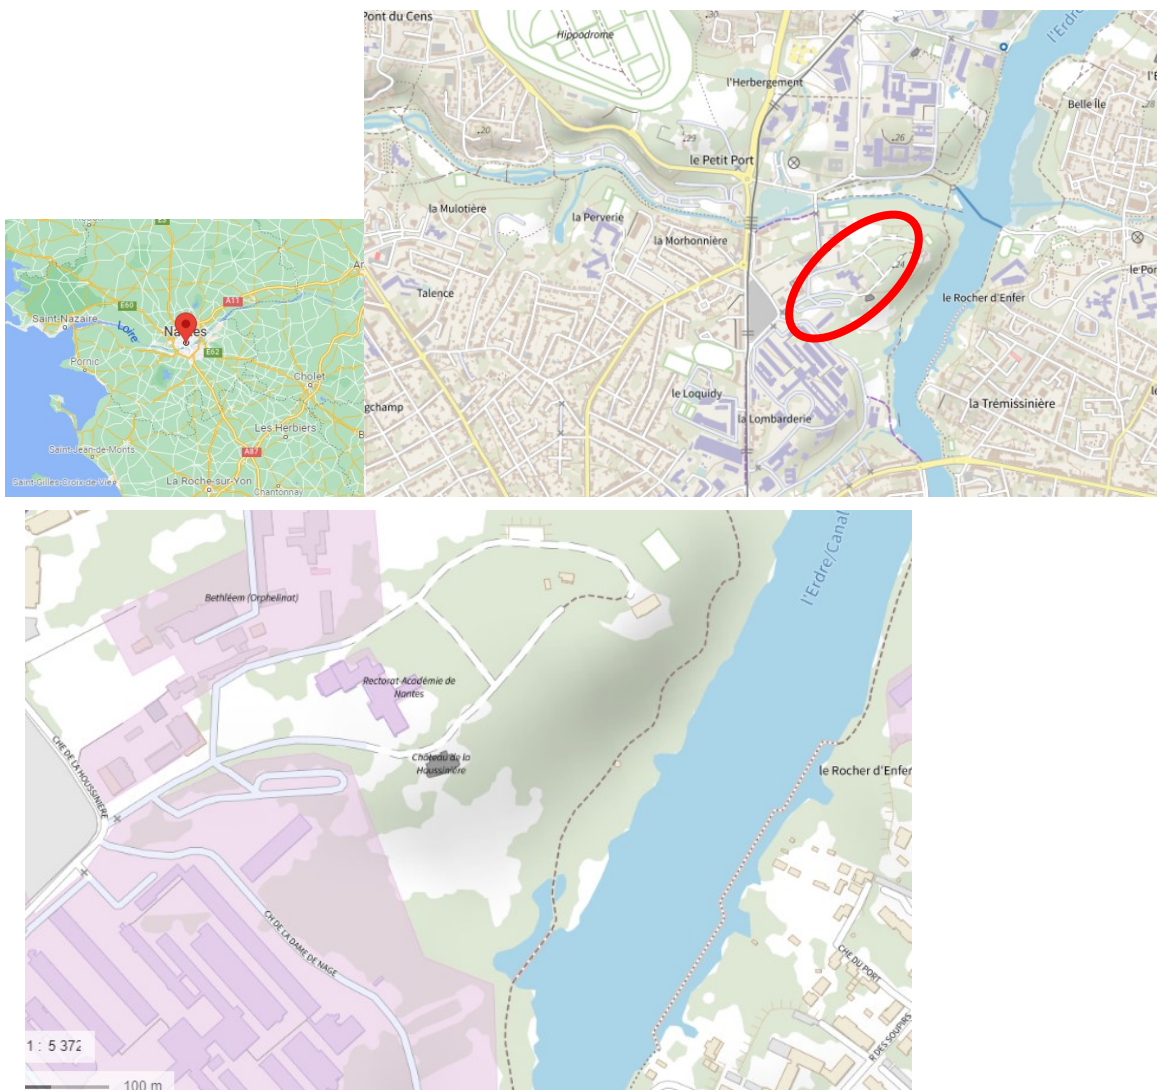 Pont du Cens
.30
Hippodrome
l'Erdre
l'Herbergement
Belle Île
.28
.20
.29
.26
le Petit Port
la Mulotière
la Perverie
la Morhonnière
.24
Talence
le Rocher d'Enfer
le Loquidy
la Lombarderie
la Trémissinière
gchamp
A11
E60
Saint-Nazaire
Loire
Nantes
E62
Pornic
Cholet
Les Herbiers
Saint-Jean-de-Monts
A87
La Roche-sur-Yon
Saint-Gilles-Croix-de-Vie
Chantonnay
l'Erdre/Canal
Bethléem (Orphelinat)
Rectorat-Académie de
Nantes
CHE DE LA HOUSSINIERE
Château de la
Houssinière
le Rocher d'Enfer
CH DE LA DAME DE NAGE
CHE DU PORT
R DES SOUPIRS
1 : 5 372
100 m